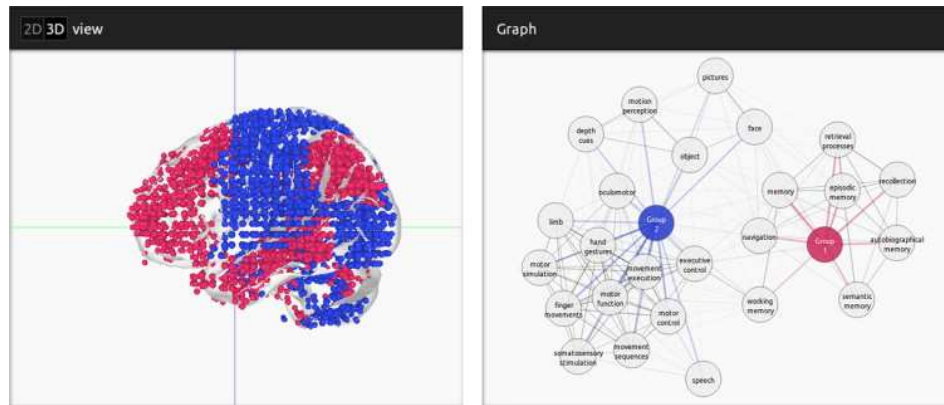 2D 3D view
Graph
pictures
motion
perception
face
depth
cues
object
retrieval
processes
oculomotor
memory
episodic
memory
recollection
limb
Group
2
hand
gestures
navigation
Group
1
autobiographical
memory
motor
simulation
movement
execution
executive
control
finger
movements
motor
function
motor
control
working
memory
semantic
memory
somatosensory
stimulation
movement
sequences
speech